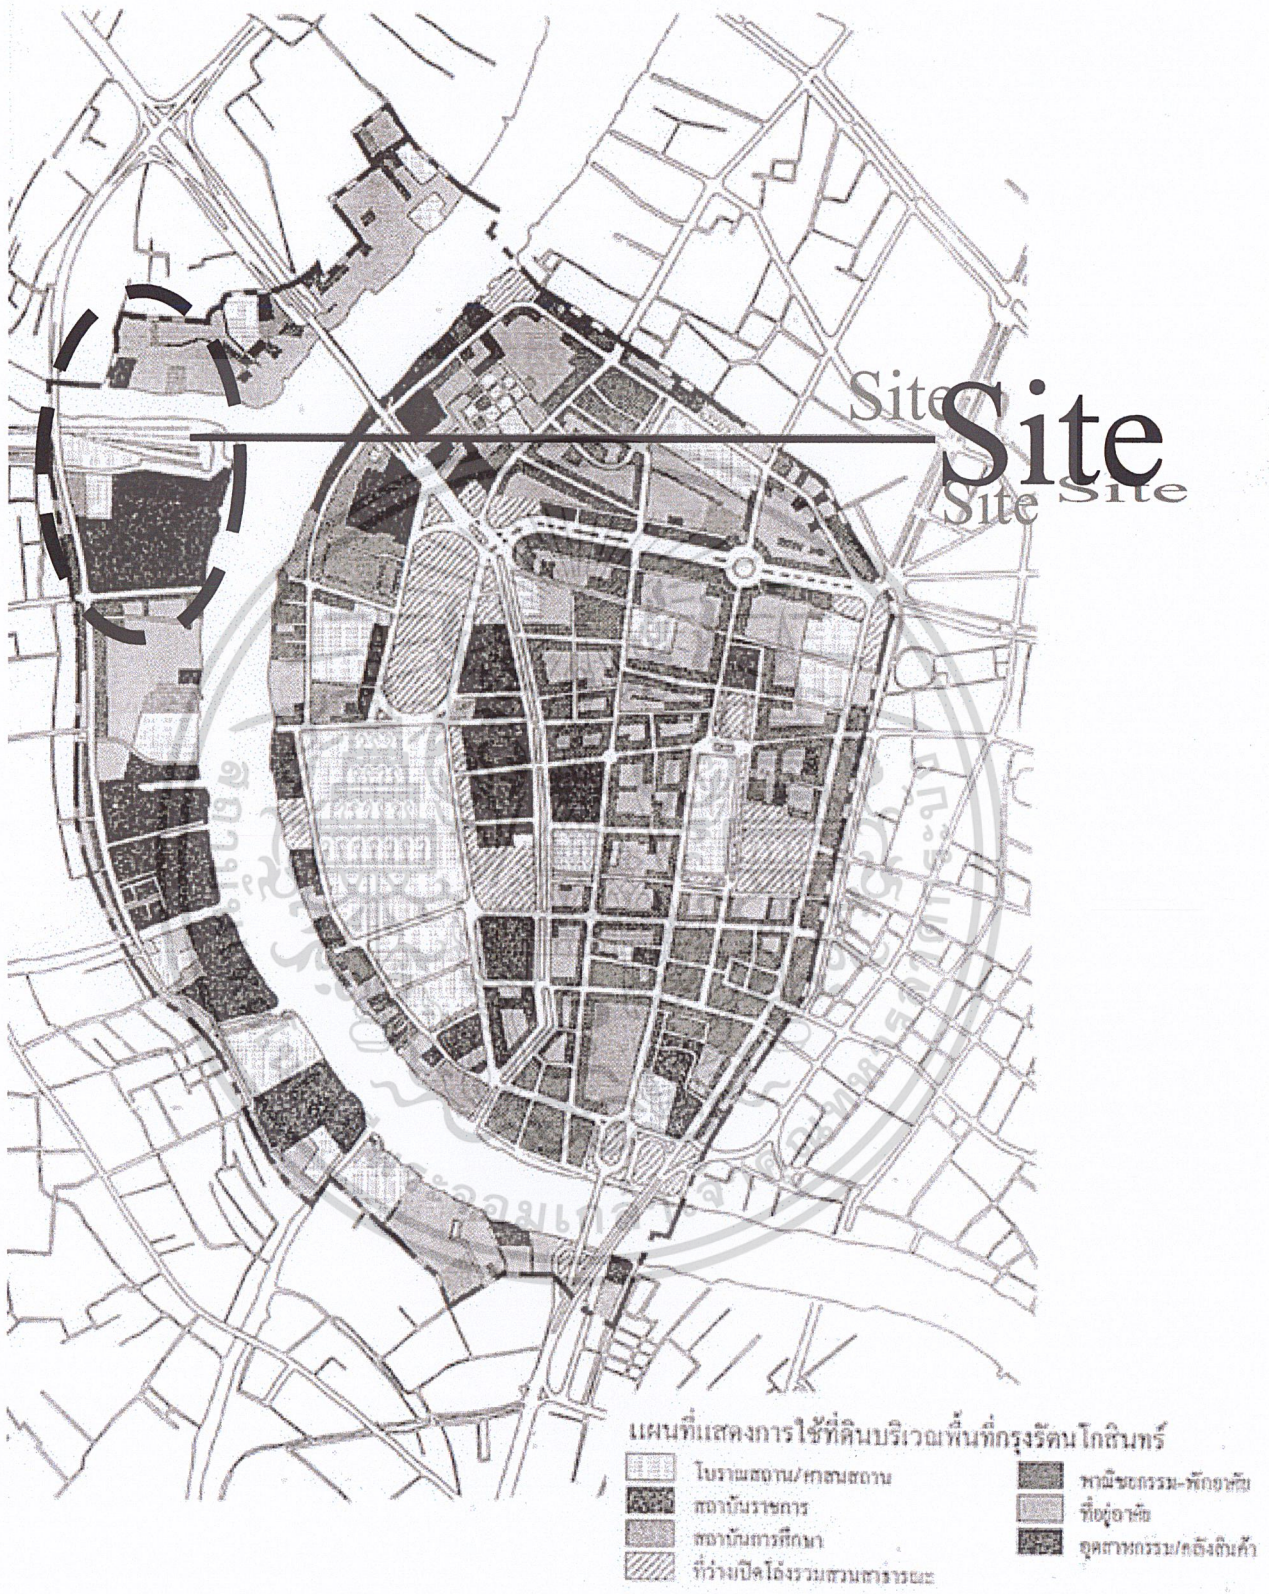 Site
Site
Site
Site
แผนที่แสดงการใช้ที่ดินบริเวณพื้นที่กรุงรัตนโกสินทร์
โบราณสถาน/ศาสนสถาน
สถาบันราชการ
สถาบันการศึกษา
ที่ว่างเปิดโล่งรวมสวนสาธารณะ
พาณิชยกรรม-พักอาศัย
ที่อยู่อาศัย
อุตสาหกรรม/คลังสินค้า